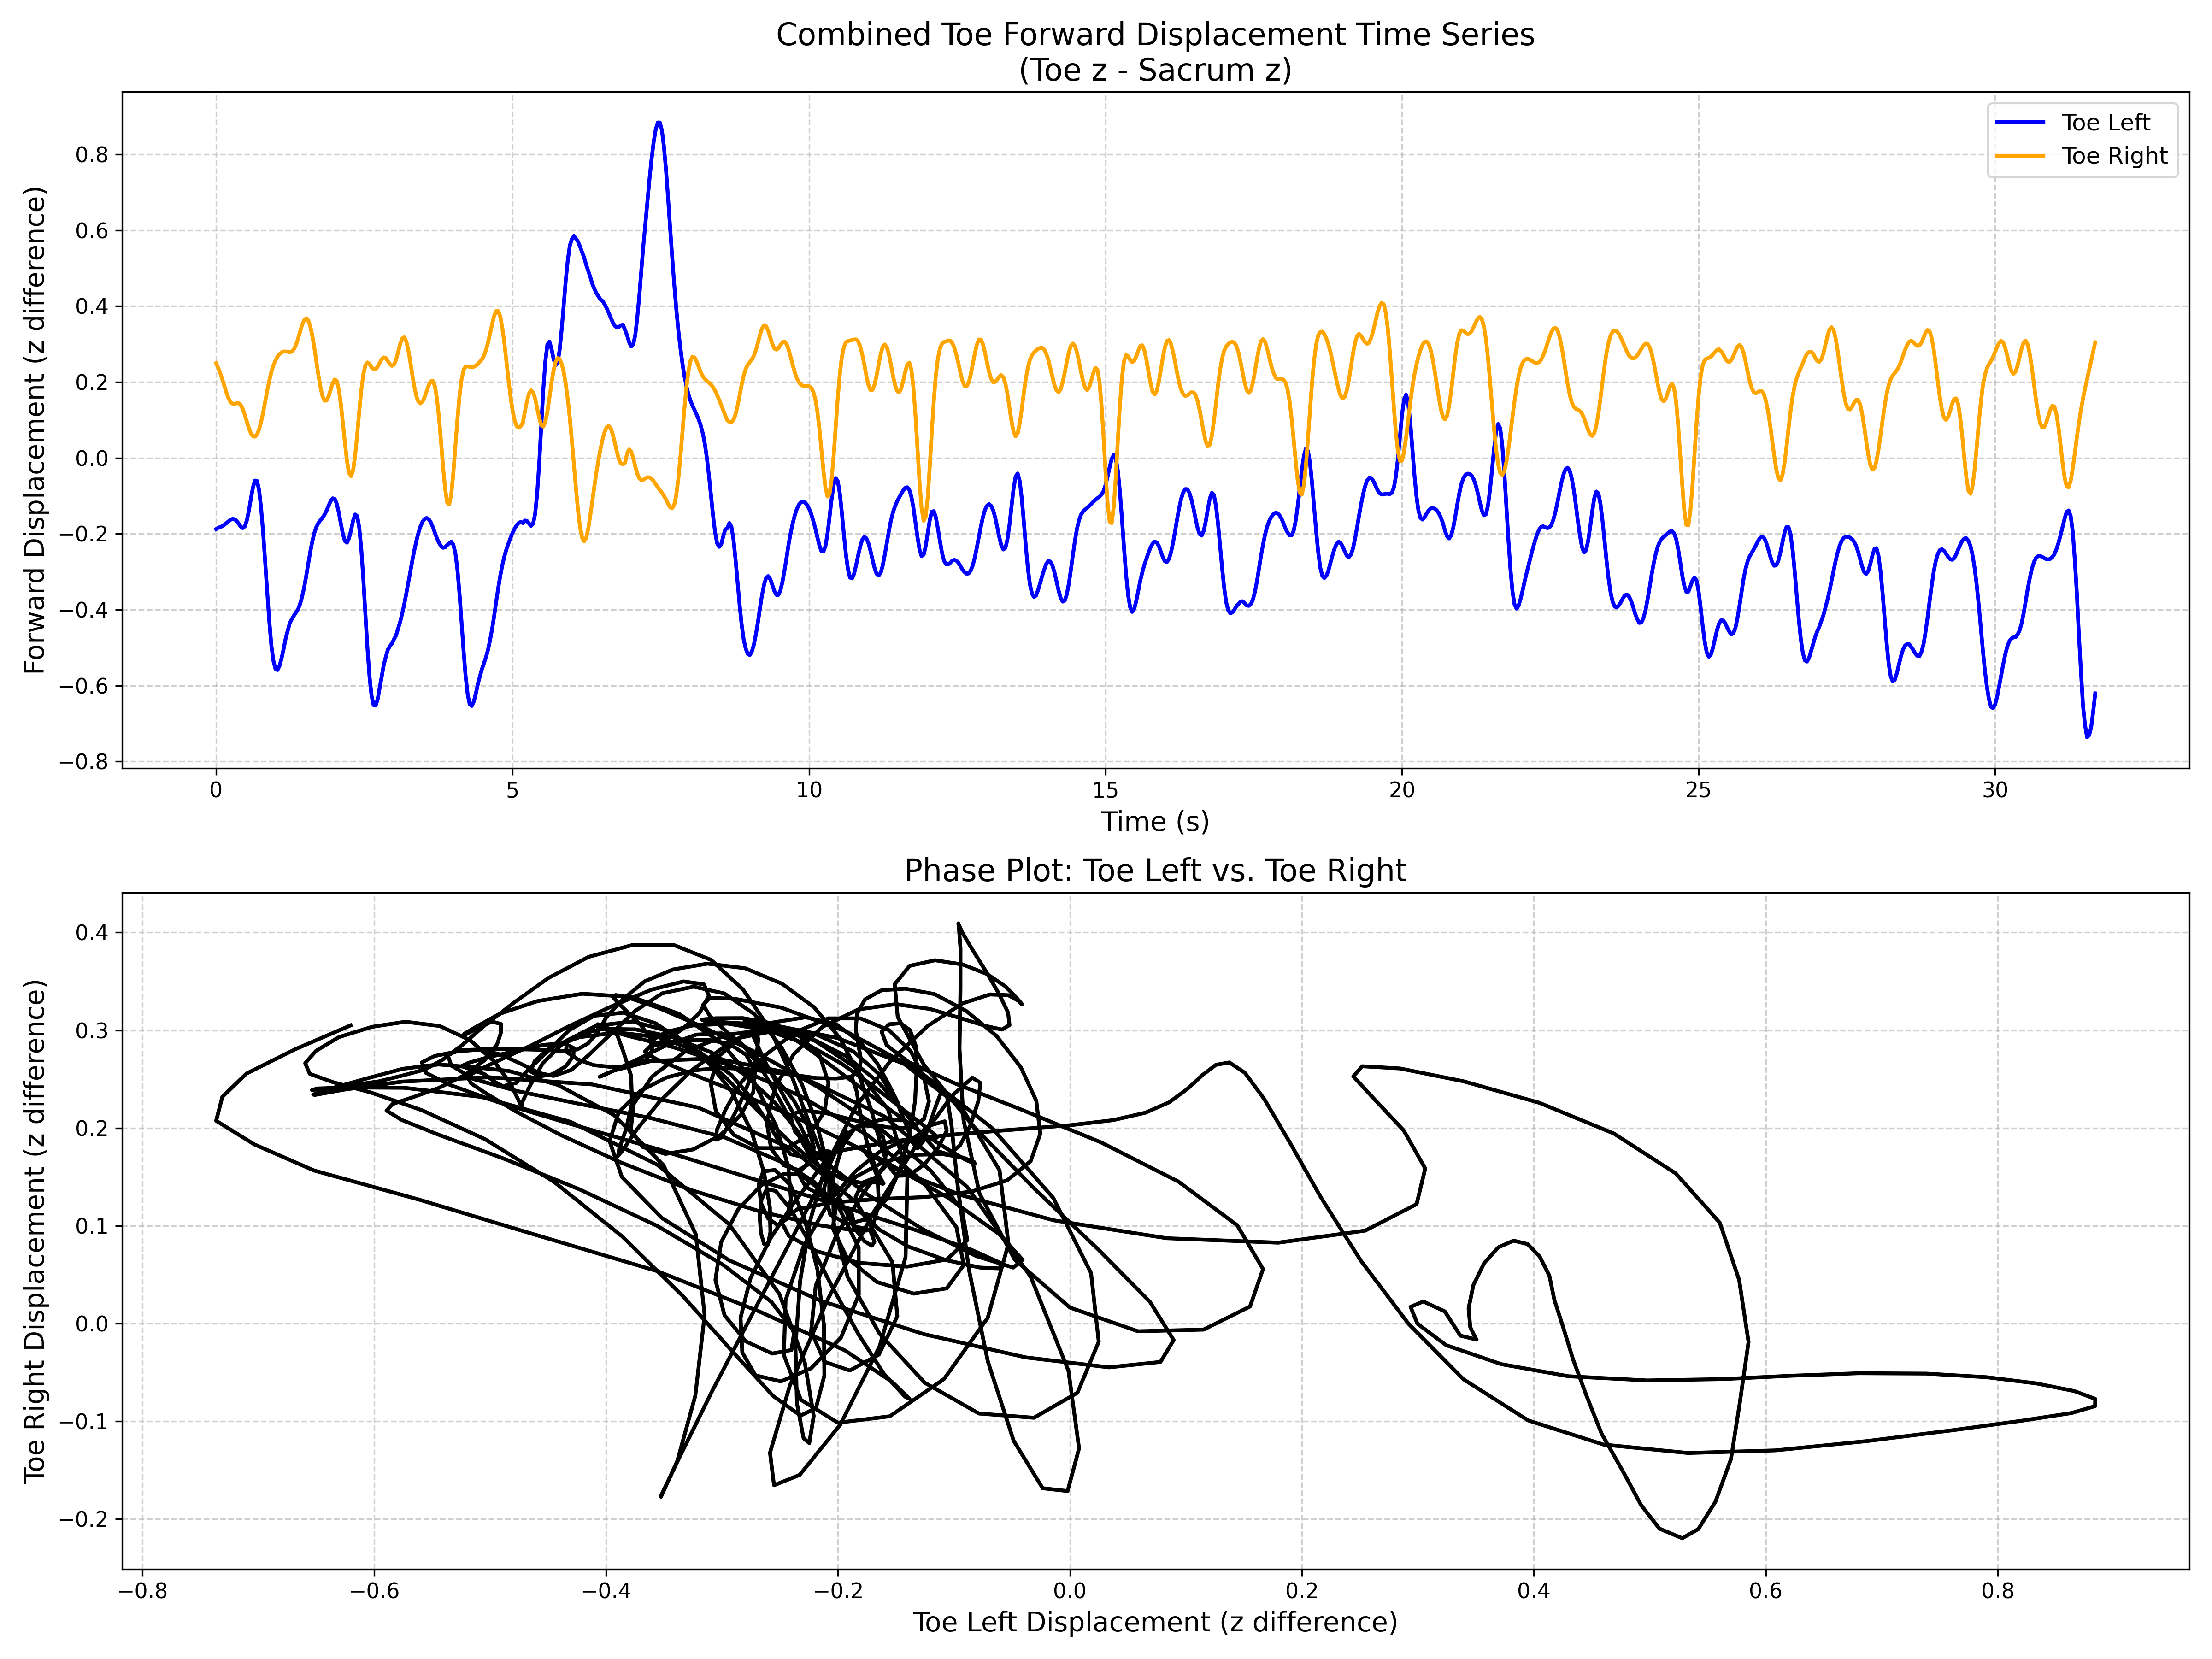 Combined Toe Forward Displacement Time Series
(Toe z - Sacrum z)
Forward Displacement (z difference)
0.8
0.6
0.4
0.2
0.0
−0.2
−0.4
−0.6
−0.8
Toe Left
Toe Right
0 5 10 15 20 25 30
Time (s)
Phase Plot: Toe Left vs. Toe Right
Toe Right Displacement (z difference)
0.4
0.3
0.2
0.1
0.0
−0.1
−0.2
−0.8 −0.6 −0.4 −0.2 0.0 0.2 0.4 0.6 0.8
Toe Left Displacement (z difference)